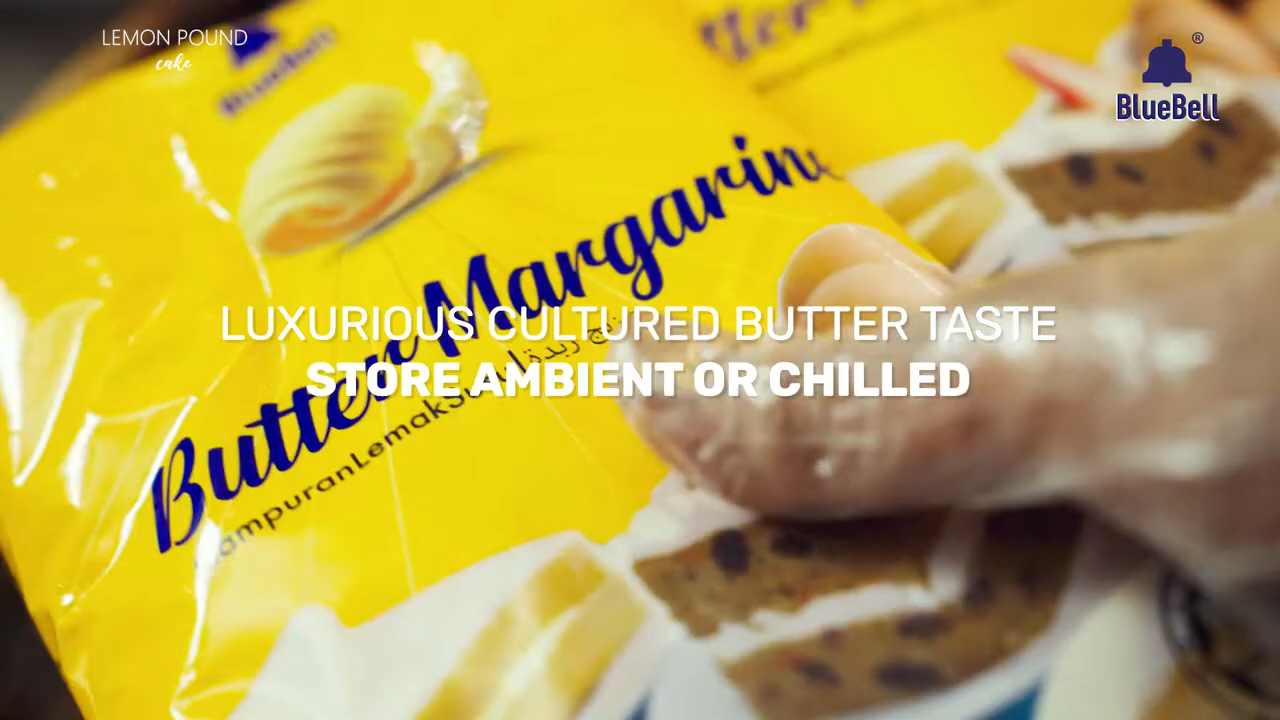 LEMON POUND
cake
BlueBell
®
BlueBell
Butter Margarine
LUXURIOUS CULTURED BUTTER TASTE
STORE AMBIENT OR CHILLED